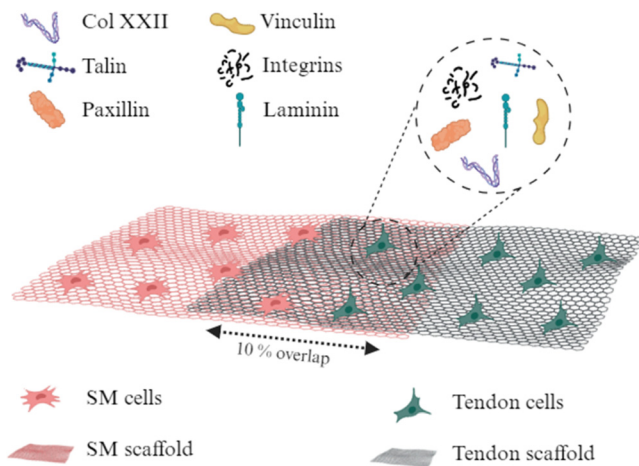 Col XXII
Vinculin
Talin
Integrins
Paxillin
Laminin
10 % overlap
SM cells
Tendon cells
SM scaffold
Tendon scaffold